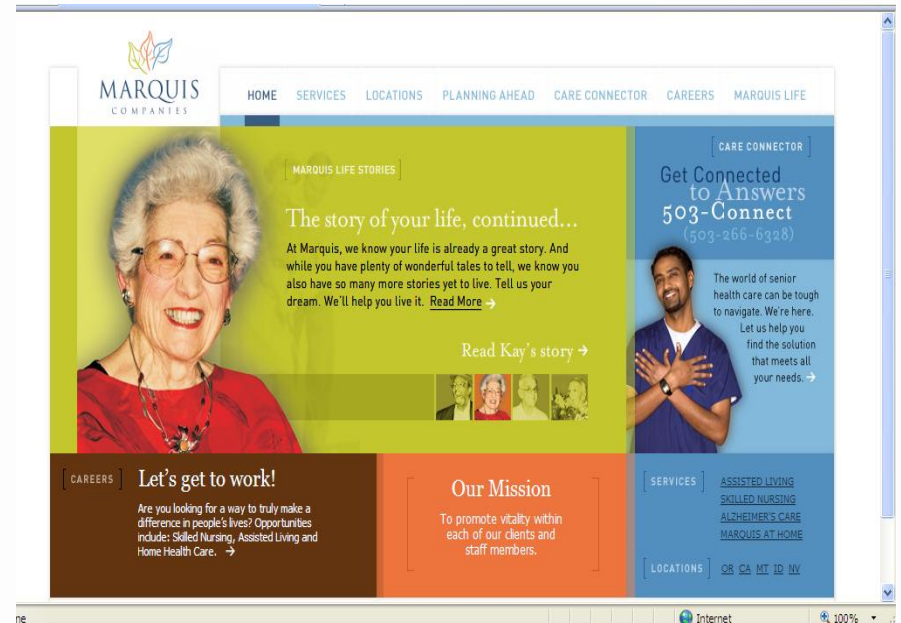 MARQUIS
COMPANIES
HOME SERVICES LOCATIONS PLANNING AHEAD CARE CONNECTOR CAREERS MARQUIS LIFE
MARQUIS LIFE STORIES
The story of your life, continued...
At Marquis, we know your life is already a great story. And
while you have plenty of wonderful tales to tell, we know you
also have so many more stories yet to live. Tell us your
dream. We'll help you live it. Read More →
Read Kay's story →
CARE CONNECTOR
Get Connected
to Answers
503-Connect
(503-266-6328)
The world of senior
health care can be tough
to navigate. We're here.
Let us help you
find the solution
that meets all
your needs. →
CAREERS
Let's get to work!
Are you looking for a way to truly make a
difference in people's lives? Opportunities
include: Skilled Nursing, Assisted Living and
Home Health Care. →
Our Mission
To promote vitality within
each of our clients and
staff members.
SERVICES
ASSISTED LIVING
SKILLED NURSING
ALZHEIMER'S CARE
MARQUIS AT HOME
LOCATIONS
OR CA MT ID NV
ne
Internet
100%